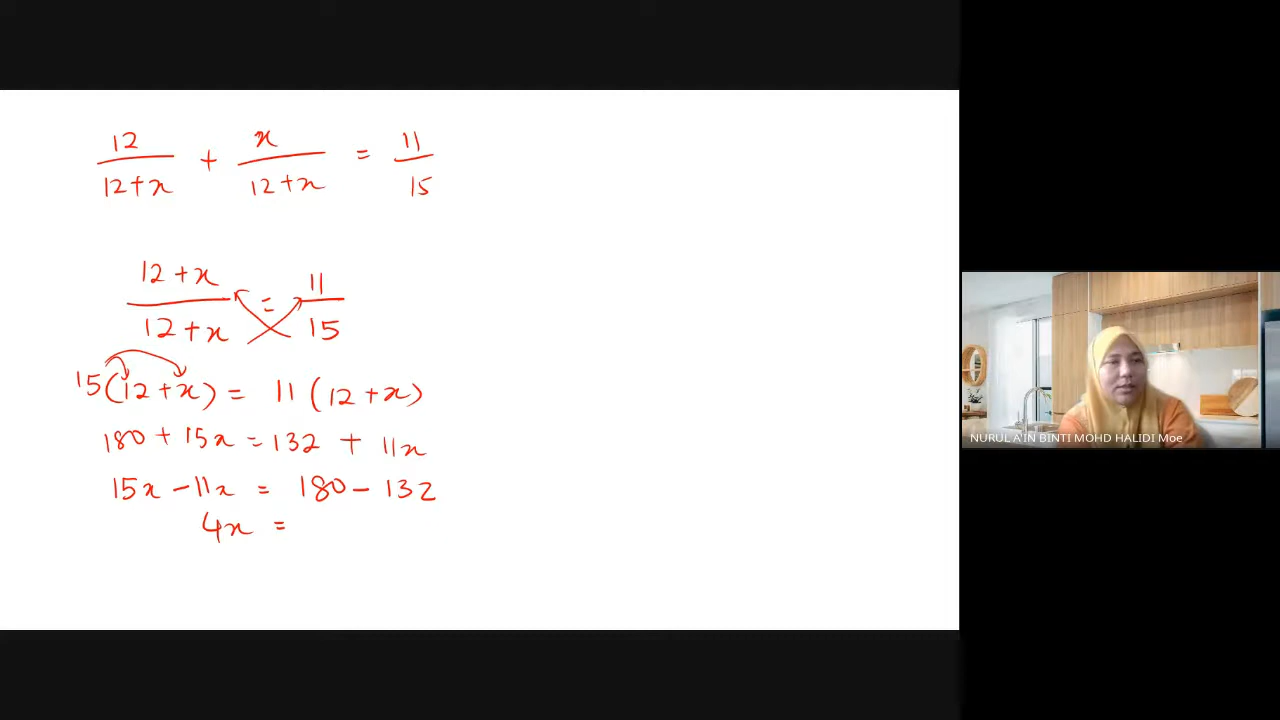 12/(12+x) + x/(12+x) = 11/15
(12+x)/(12+x) = 11/15
15(12+x) = 11(12+x)
180+15x = 132 + 11x
15x - 11x = 180 - 132
4x =
NURUL A'IN BINTI MOHD HALIDI Moe